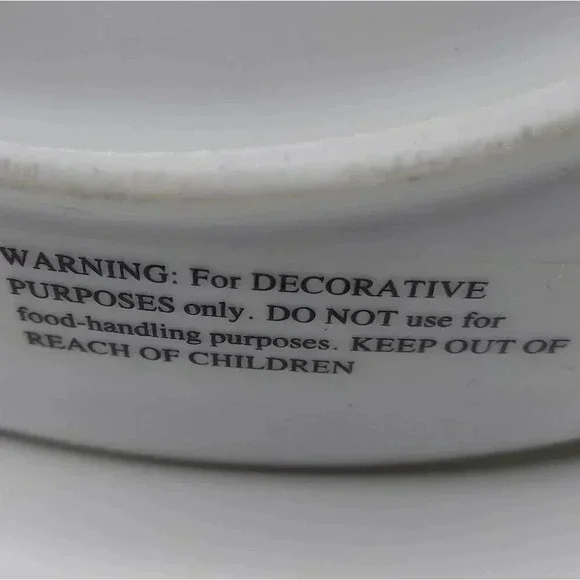 WARNING: For DECORATIVE
PURPOSES only. DO NOT use for
food-handling purposes. KEEP OUT OF
REACH OF CHILDREN